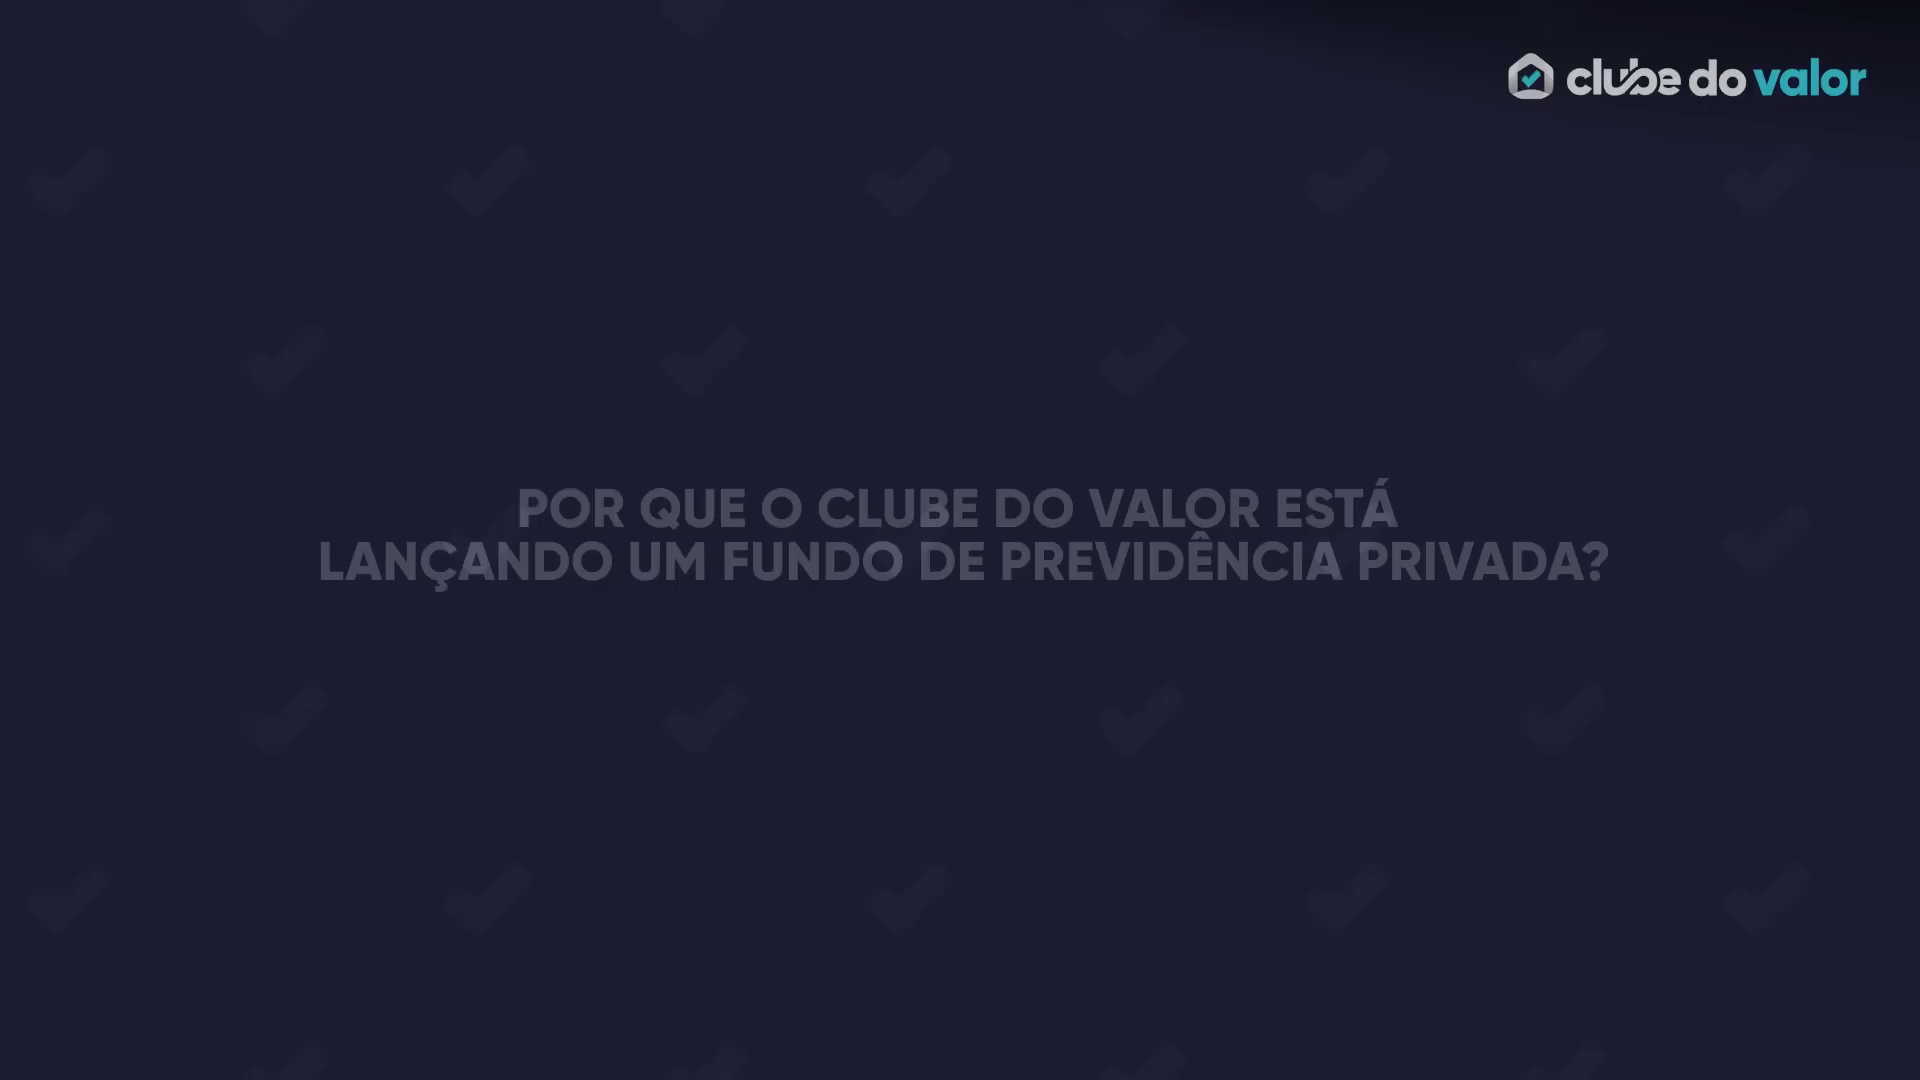 clube do valor
POR QUE O CLUBE DO VALOR ESTÁ
LANÇANDO UM FUNDO DE PREVIDÊNCIA PRIVADA?